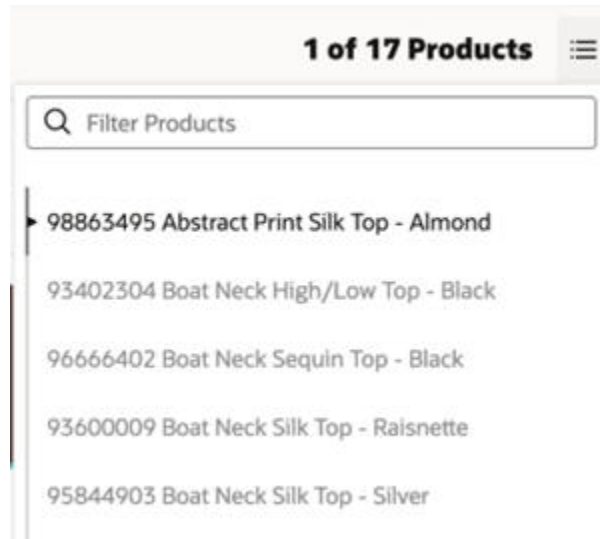 1 of 17 Products
Filter Products
98863495 Abstract Print Silk Top - Almond
93402304 Boat Neck High/Low Top - Black
96666402 Boat Neck Sequin Top - Black
93600009 Boat Neck Silk Top - Raisnette
95844903 Boat Neck Silk Top - Silver